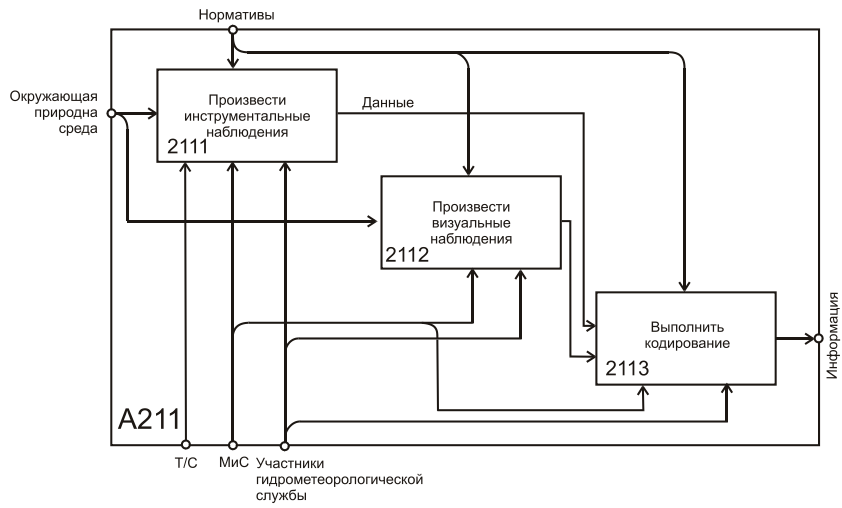 Нормативы
Окружающая
природна
среда
Произвести
инструментальные
наблюдения
2111
Данные
Произвести
визуальные
наблюдения
2112
Выполнить
кодирование
2113
Информация
А211
Т/С
МиС
Участники
гидрометеорологической
службы